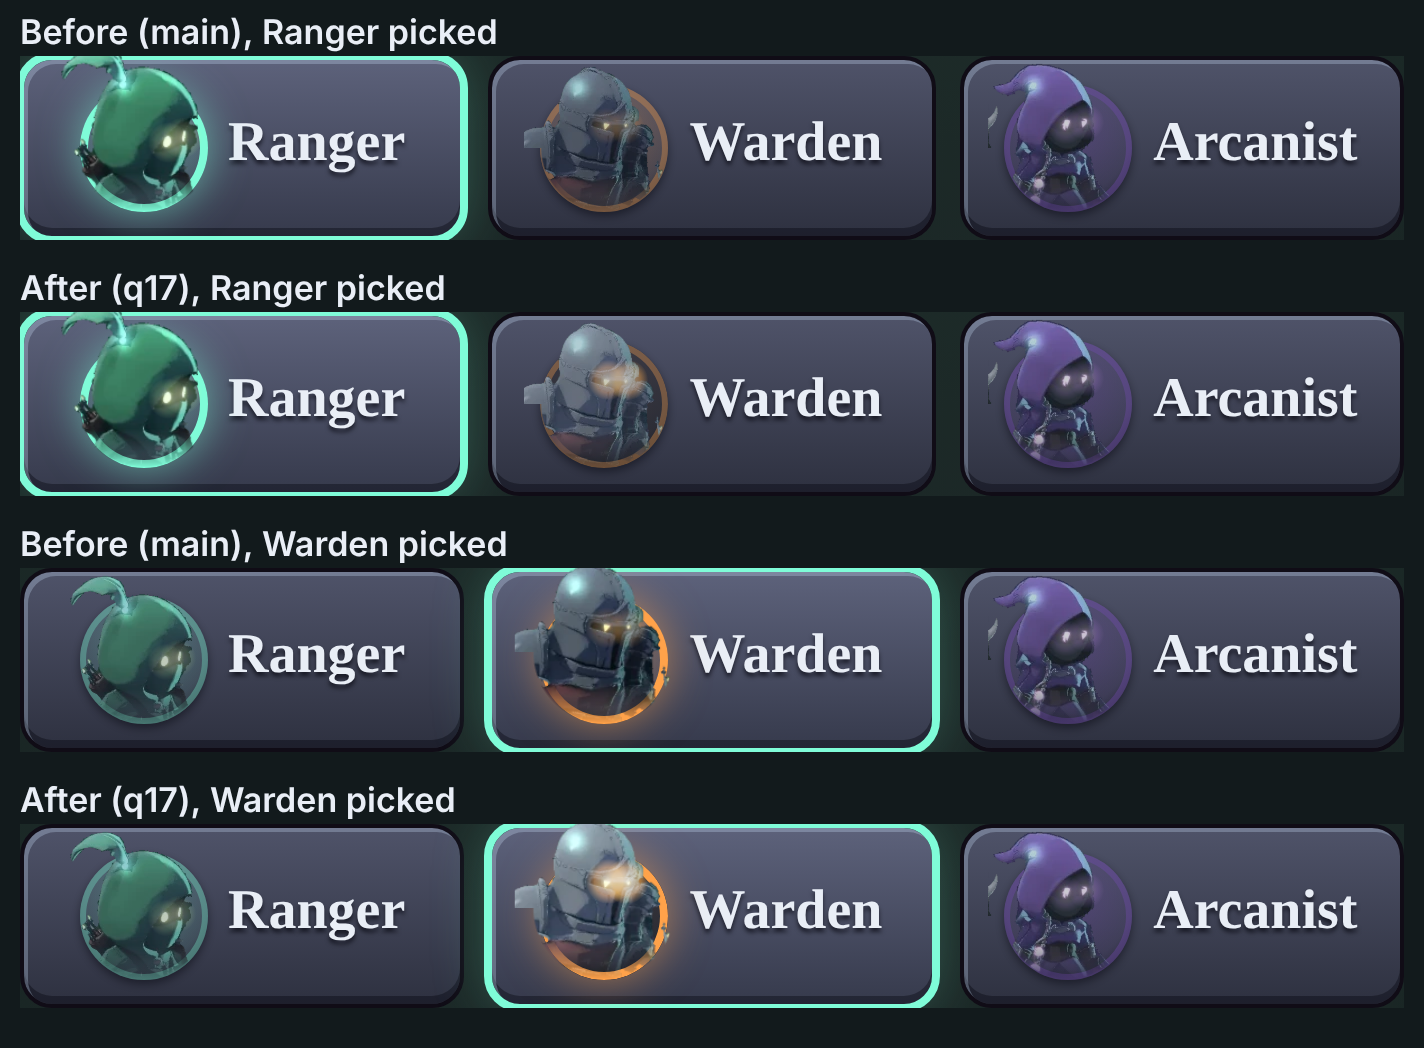 Before (main), Ranger picked
Ranger Warden Arcanist
After (q17), Ranger picked
Ranger Warden Arcanist
Before (main), Warden picked
Ranger Warden Arcanist
After (q17), Warden picked
Ranger Warden Arcanist